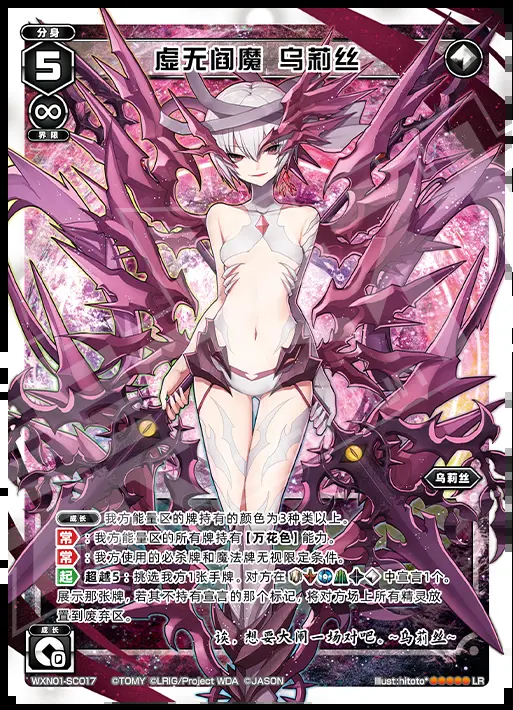 分身
5
虚无阎魔 乌莉丝
∞
界限
乌莉丝
成长 我方能量区的牌持有的颜色为3种类以上。
常：我方能量区的所有牌持有【万花色】能力。
常：我方使用的必杀牌和魔法牌无视限定条件。
起 超越5：挑选我方1张手牌。对方在中宣言1个。
展示那张牌，若其不持有宣言的那个标记，将对方场上所有精灵放
置到废弃区。
诶，想要大闹一场对吧。~乌莉丝~
成长
0
WXN01-SC017 ©TOMY ©LRIG/Project WDA ©JASON Illust:hitoto* LR